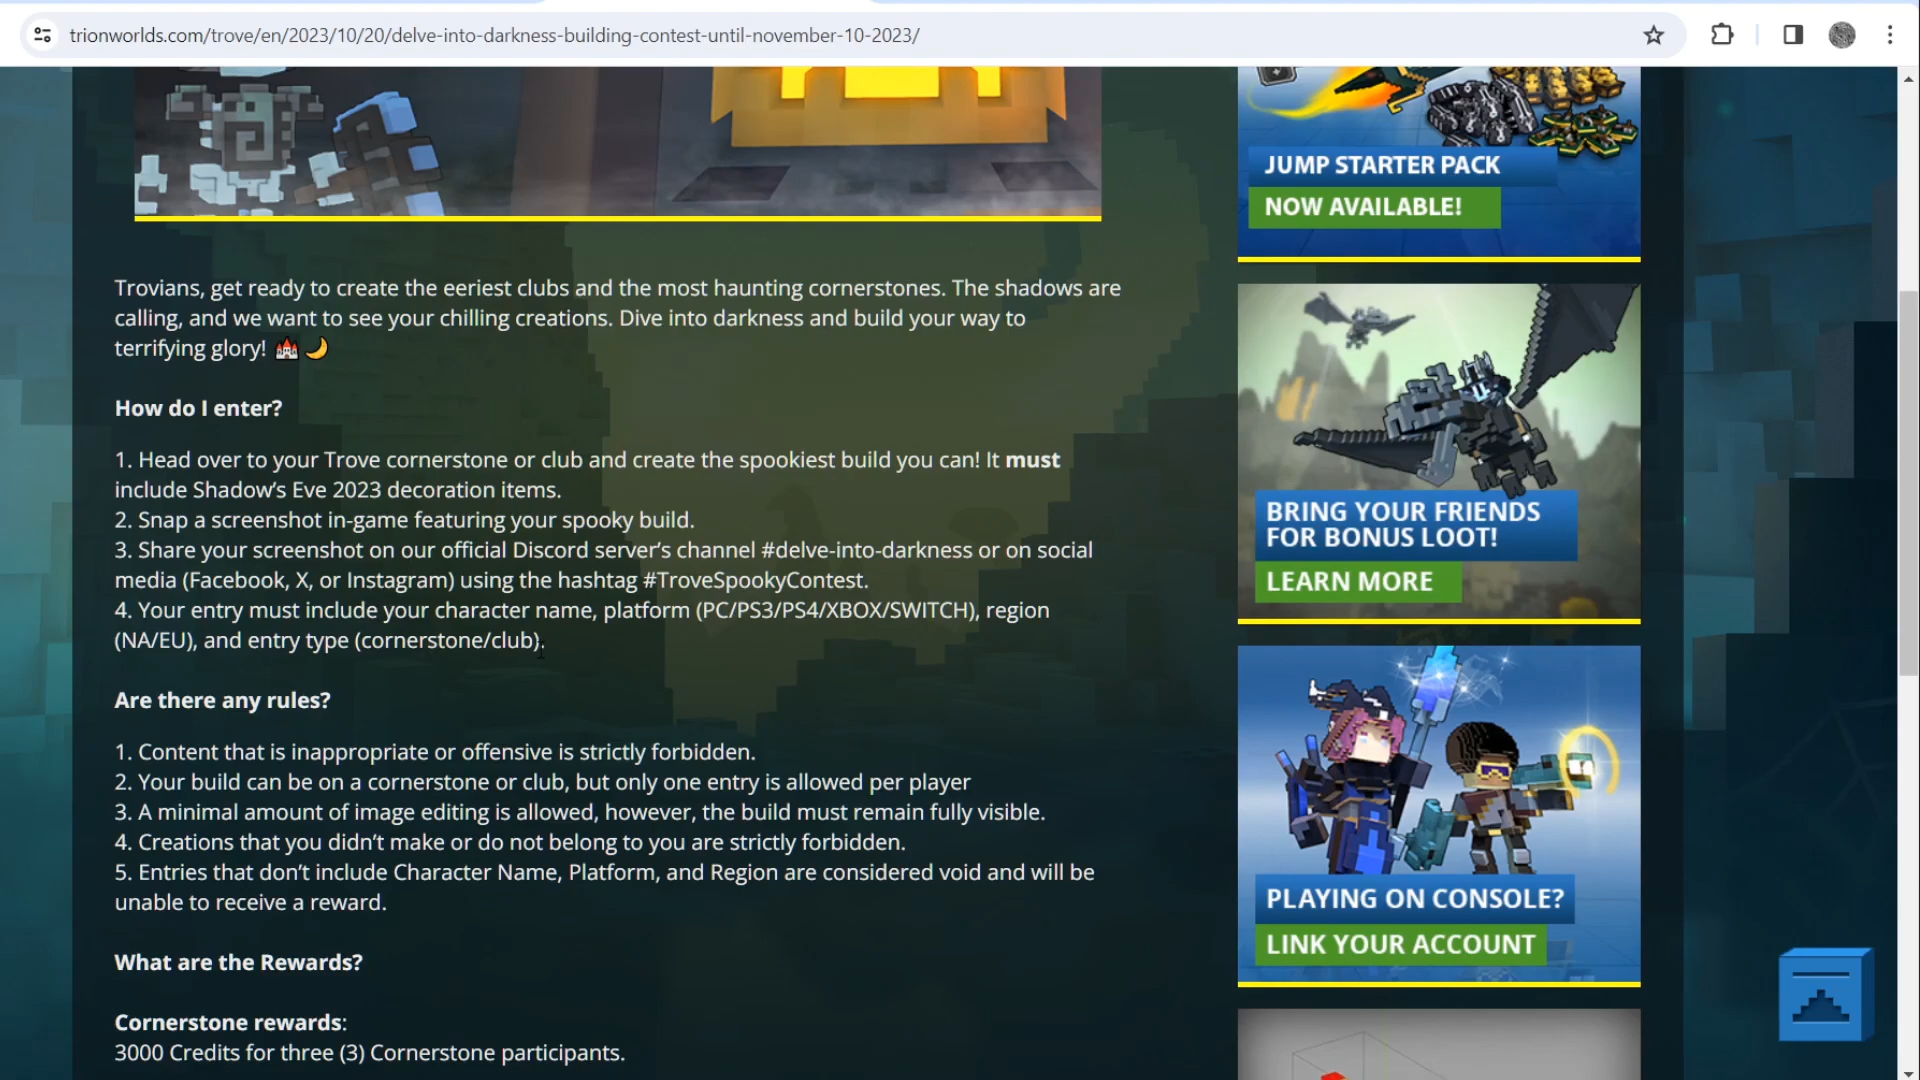 trionworlds.com/trove/en/2023/10/20/delve-into-darkness-building-contest-until-november-10-2023/
JUMP STARTER PACK
NOW AVAILABLE!
Trovians, get ready to create the eeriest clubs and the most haunting cornerstones. The shadows are
calling, and we want to see your chilling creations. Dive into darkness and build your way to
terrifying glory! 🏰🌙
How do I enter?
1. Head over to your Trove cornerstone or club and create the spookiest build you can! It must
include Shadow’s Eve 2023 decoration items.
2. Snap a screenshot in-game featuring your spooky build.
3. Share your screenshot on our official Discord server’s channel #delve-into-darkness or on social
media (Facebook, X, or Instagram) using the hashtag #TroveSpookyContest.
4. Your entry must include your character name, platform (PC/PS3/PS4/XBOX/SWITCH), region
(NA/EU), and entry type (cornerstone/club).
Are there any rules?
1. Content that is inappropriate or offensive is strictly forbidden.
2. Your build can be on a cornerstone or club, but only one entry is allowed per player
3. A minimal amount of image editing is allowed, however, the build must remain fully visible.
4. Creations that you didn’t make or do not belong to you are strictly forbidden.
5. Entries that don’t include Character Name, Platform, and Region are considered void and will be
unable to receive a reward.
What are the Rewards?
Cornerstone rewards:
3000 Credits for three (3) Cornerstone participants.
BRING YOUR FRIENDS
FOR BONUS LOOT!
LEARN MORE
PLAYING ON CONSOLE?
LINK YOUR ACCOUNT